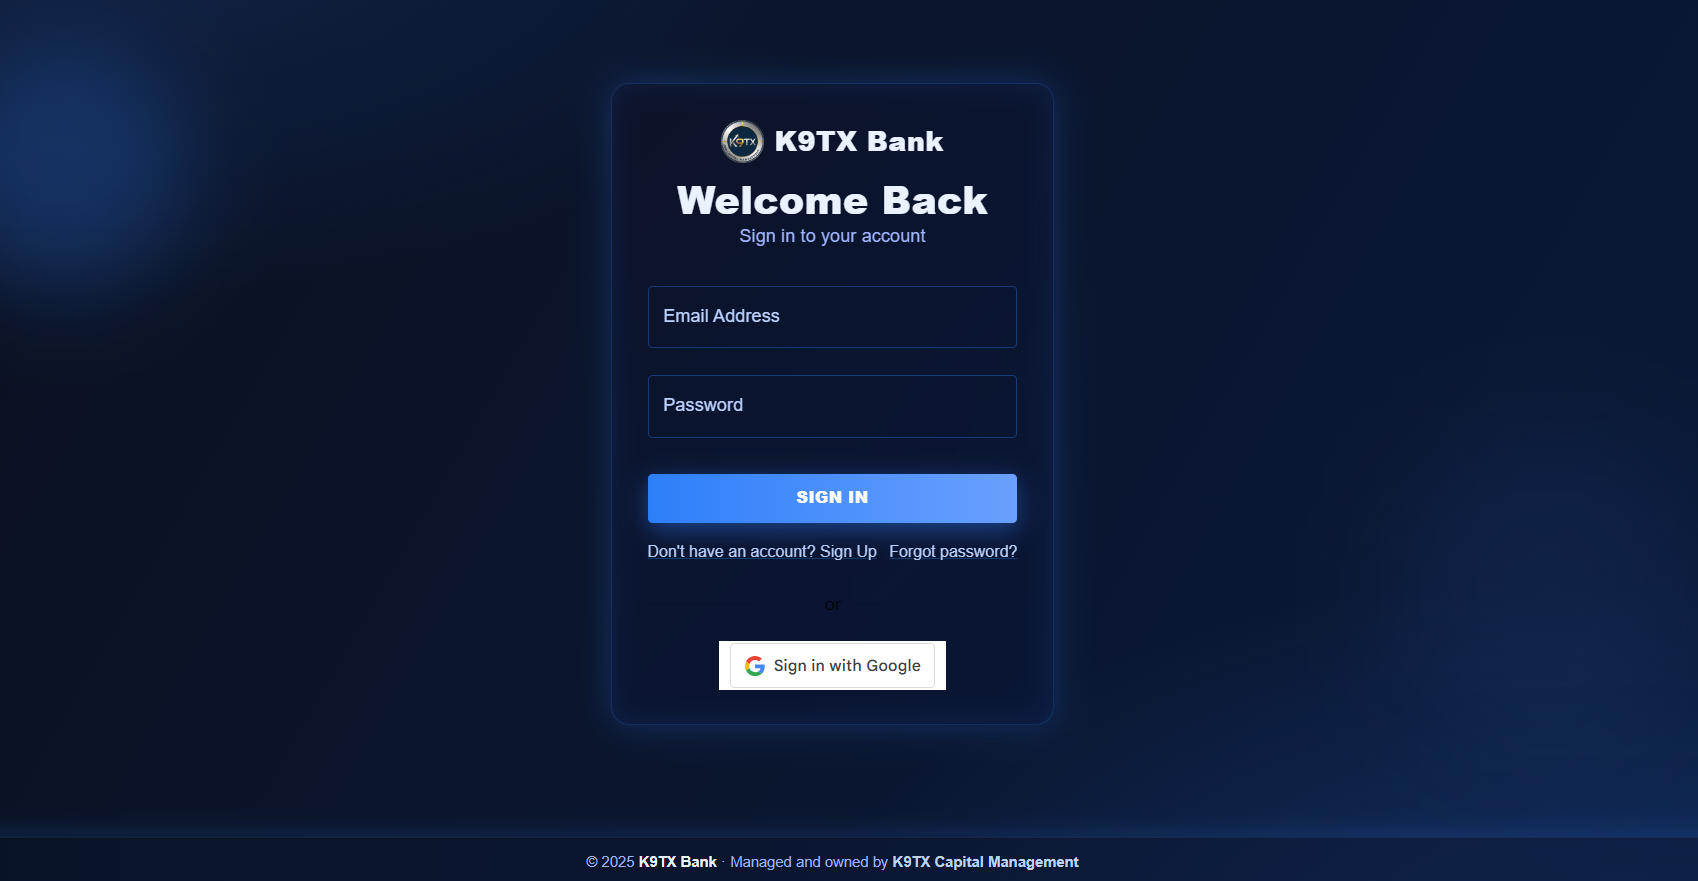 K9TX
K9TX Bank
Welcome Back
Sign in to your account
Email Address
Password
SIGN IN
Don't have an account? Sign Up Forgot password?
or
Sign in with Google
© 2025 K9TX Bank · Managed and owned by K9TX Capital Management